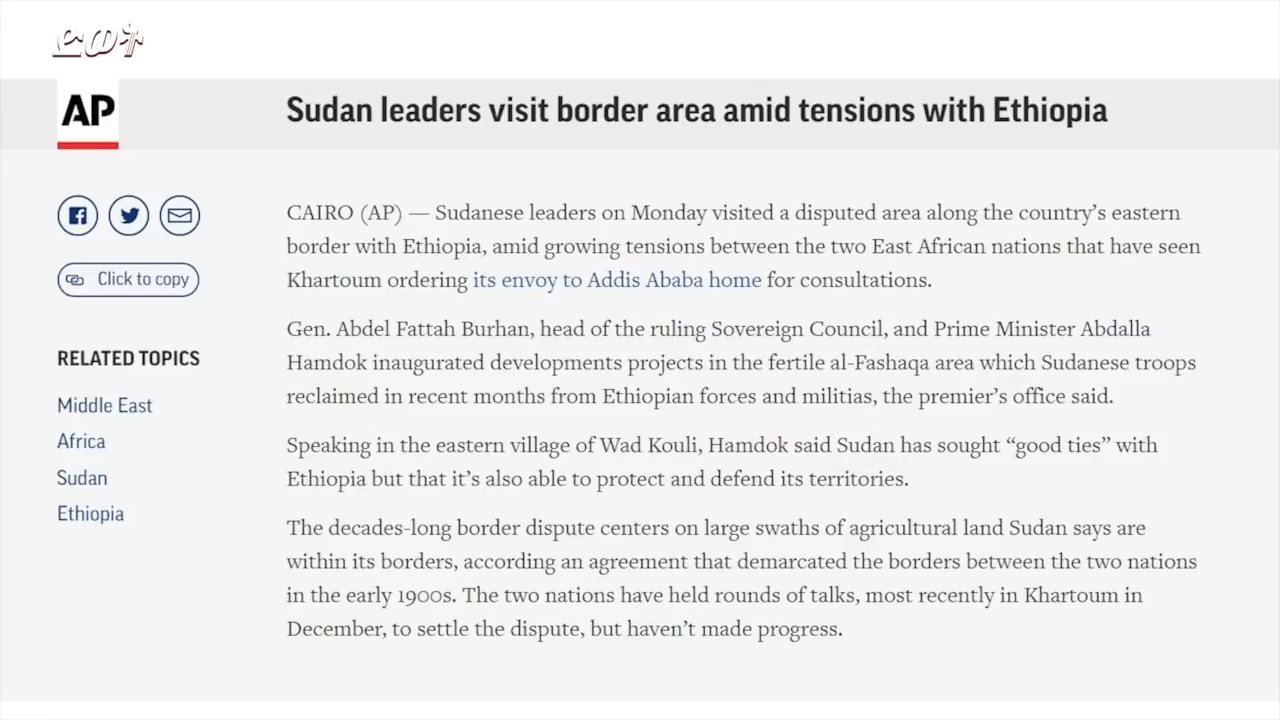 AP
Sudan leaders visit border area amid tensions with Ethiopia
Click to copy
RELATED TOPICS
Middle East
Africa
Sudan
Ethiopia
CAIRO (AP) — Sudanese leaders on Monday visited a disputed area along the country’s eastern
border with Ethiopia, amid growing tensions between the two East African nations that have seen
Khartoum ordering its envoy to Addis Ababa home for consultations.
Gen. Abdel Fattah Burhan, head of the ruling Sovereign Council, and Prime Minister Abdalla
Hamdok inaugurated developments projects in the fertile al-Fashaqa area which Sudanese troops
reclaimed in recent months from Ethiopian forces and militias, the premier’s office said.
Speaking in the eastern village of Wad Kouli, Hamdok said Sudan has sought “good ties” with
Ethiopia but that it’s also able to protect and defend its territories.
The decades-long border dispute centers on large swaths of agricultural land Sudan says are
within its borders, according an agreement that demarcated the borders between the two nations
in the early 1900s. The two nations have held rounds of talks, most recently in Khartoum in
December, to settle the dispute, but haven’t made progress.